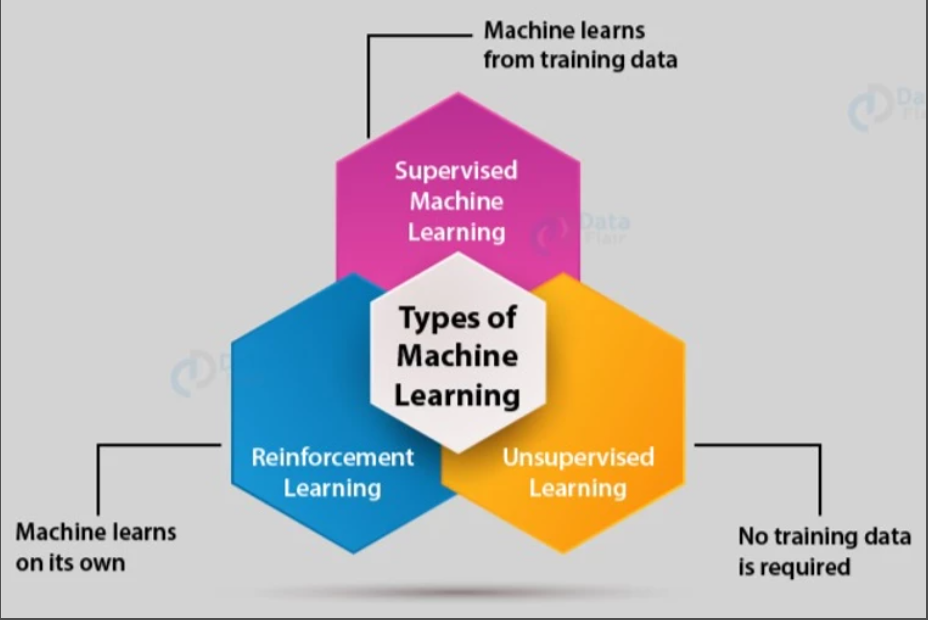 Machine learns
from training data
Supervised
Machine
Learning
Data
Flair
Types of
Machine
Learning
Reinforcement
Learning
Unsupervised
Learning
Machine learns
on its own
No training data
is required